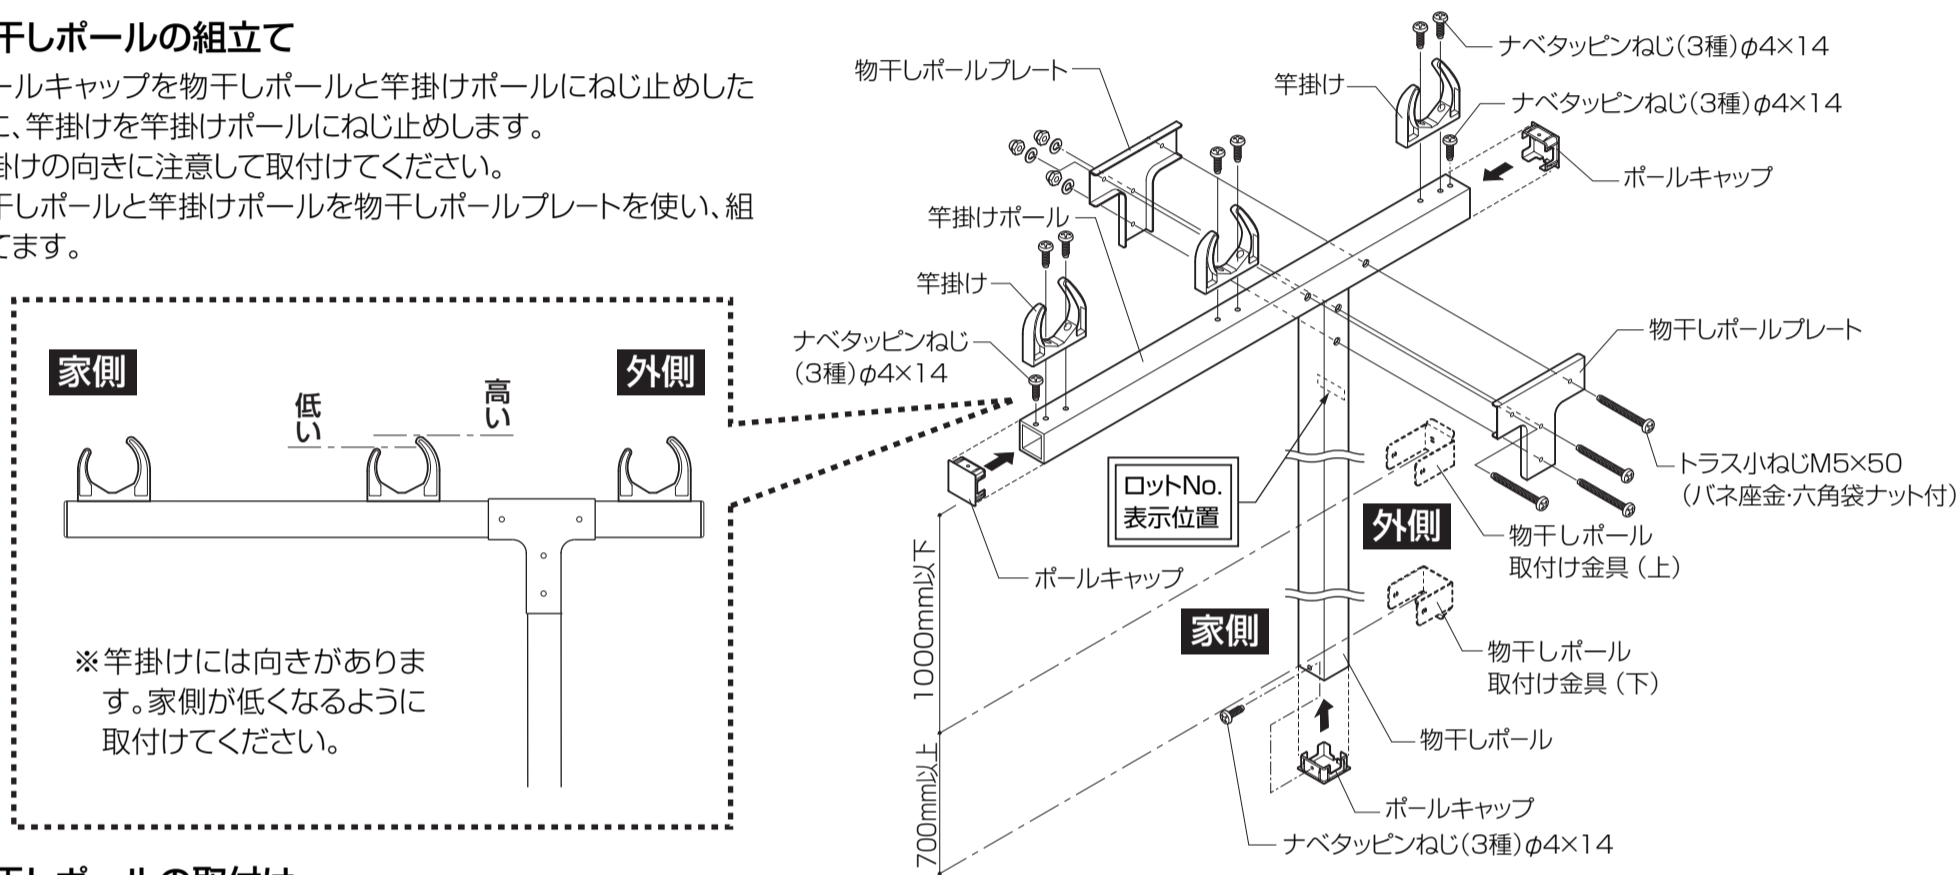 干しポールの組立て
ールキャップを物干しポールと竿掛けポールにねじ止めした
に、竿掛けを竿掛けポールにねじ止めします。
掛けの向きに注意して取付けてください。
干しポールと竿掛けポールを物干しポールプレートを使い、組
てます。
家側
外側
低い
高い
※竿掛けには向きがありま
す。家側が低くなるように
取付けてください。
ナベタッピンねじ(3種)φ4×14
物干しポールプレート
竿掛け
ナベタッピンねじ(3種)φ4×14
ポールキャップ
竿掛けポール
竿掛け
ナベタッピンねじ
(3種)φ4×14
物干しポールプレート
トラス小ねじM5×50
(バネ座金・六角袋ナット付)
ロットNo.
表示位置
外側
物干しポール
取付け金具(上)
ポールキャップ
1000mm以下
家側
物干しポール
取付け金具(下)
物干しポール
700mm以上
ポールキャップ
ナベタッピンねじ(3種)φ4×14
干しポールの取付け